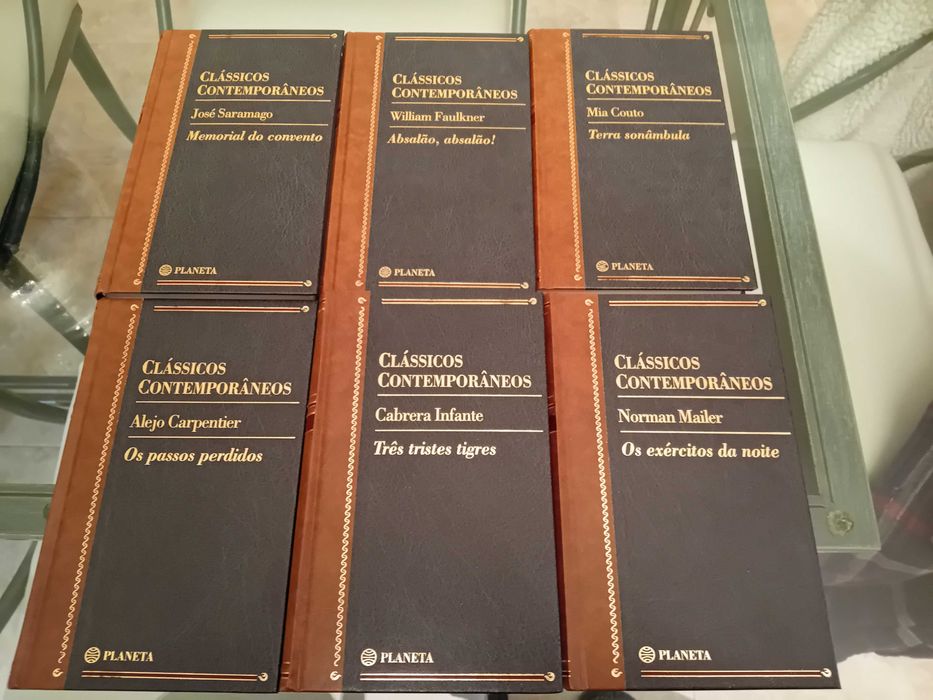 CLÁSSICOS
CONTEMPORÂNEOS
José Saramago
Memorial do convento
PLANETA
CLÁSSICOS
CONTEMPORÂNEOS
William Faulkner
Absalão, absalão!
PLANETA
CLÁSSICOS
CONTEMPORÂNEOS
Mia Couto
Terra sonâmbula
PLANETA
CLÁSSICOS
CONTEMPORÂNEOS
Alejo Carpentier
Os passos perdidos
PLANETA
CLÁSSICOS
CONTEMPORÂNEOS
Cabrera Infante
Três tristes tigres
PLANETA
CLÁSSICOS
CONTEMPORÂNEOS
Norman Mailer
Os exércitos da noite
PLANETA